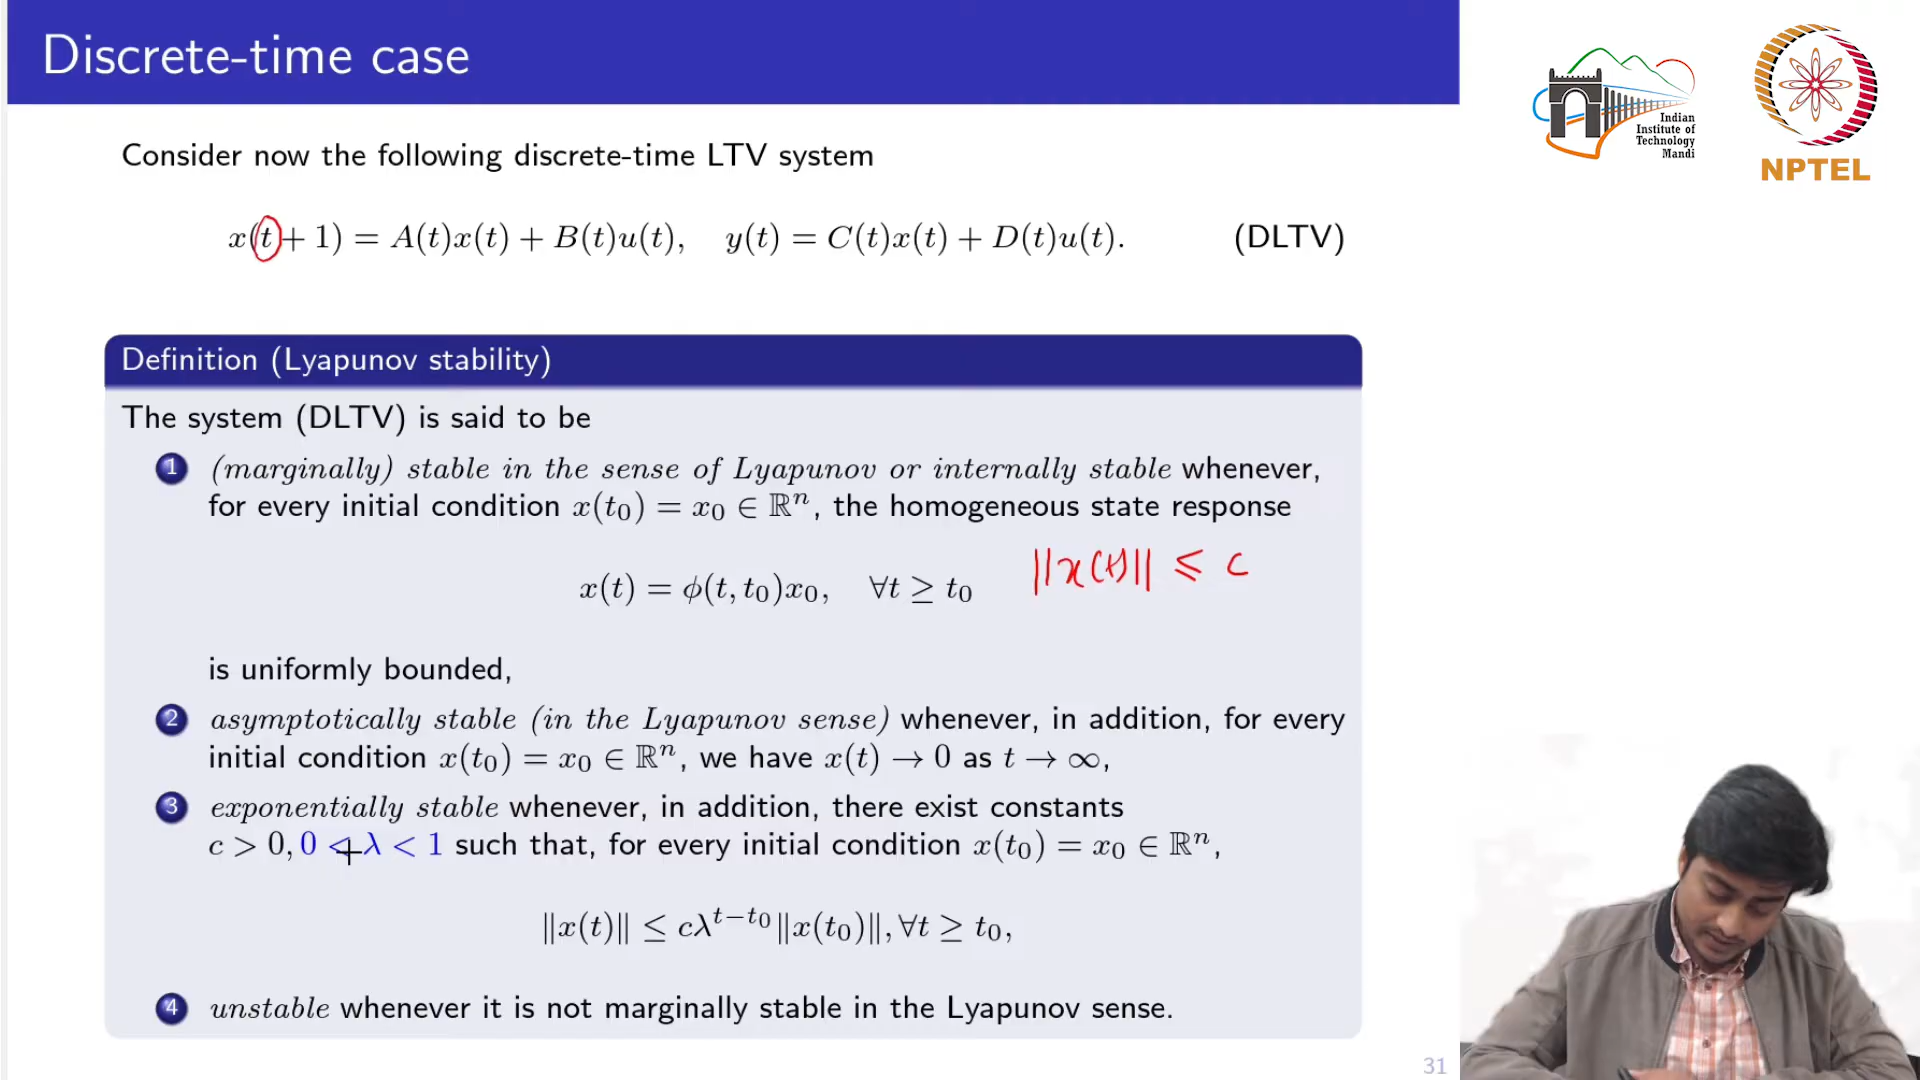 Discrete-time case
Indian
Institute of
Technology
Mandi
NPTEL
Consider now the following discrete-time LTV system
x(t + 1) = A(t)x(t) + B(t)u(t), y(t) = C(t)x(t) + D(t)u(t). (DLTV)
Definition (Lyapunov stability)
The system (DLTV) is said to be
1 (marginally) stable in the sense of Lyapunov or internally stable whenever,
for every initial condition x(t₀) = x₀ ∈ ℝⁿ, the homogeneous state response
x(t) = ϕ(t, t₀)x₀, ∀t ≥ t₀ ||x(t)|| ≤ c
is uniformly bounded,
2 asymptotically stable (in the Lyapunov sense) whenever, in addition, for every
initial condition x(t₀) = x₀ ∈ ℝⁿ, we have x(t) → 0 as t → ∞,
3 exponentially stable whenever, in addition, there exist constants
c > 0, 0 < λ < 1 such that, for every initial condition x(t₀) = x₀ ∈ ℝⁿ,
‖x(t)‖ ≤ cλ^{t−t₀}‖x(t₀)‖, ∀t ≥ t₀,
4 unstable whenever it is not marginally stable in the Lyapunov sense.
31